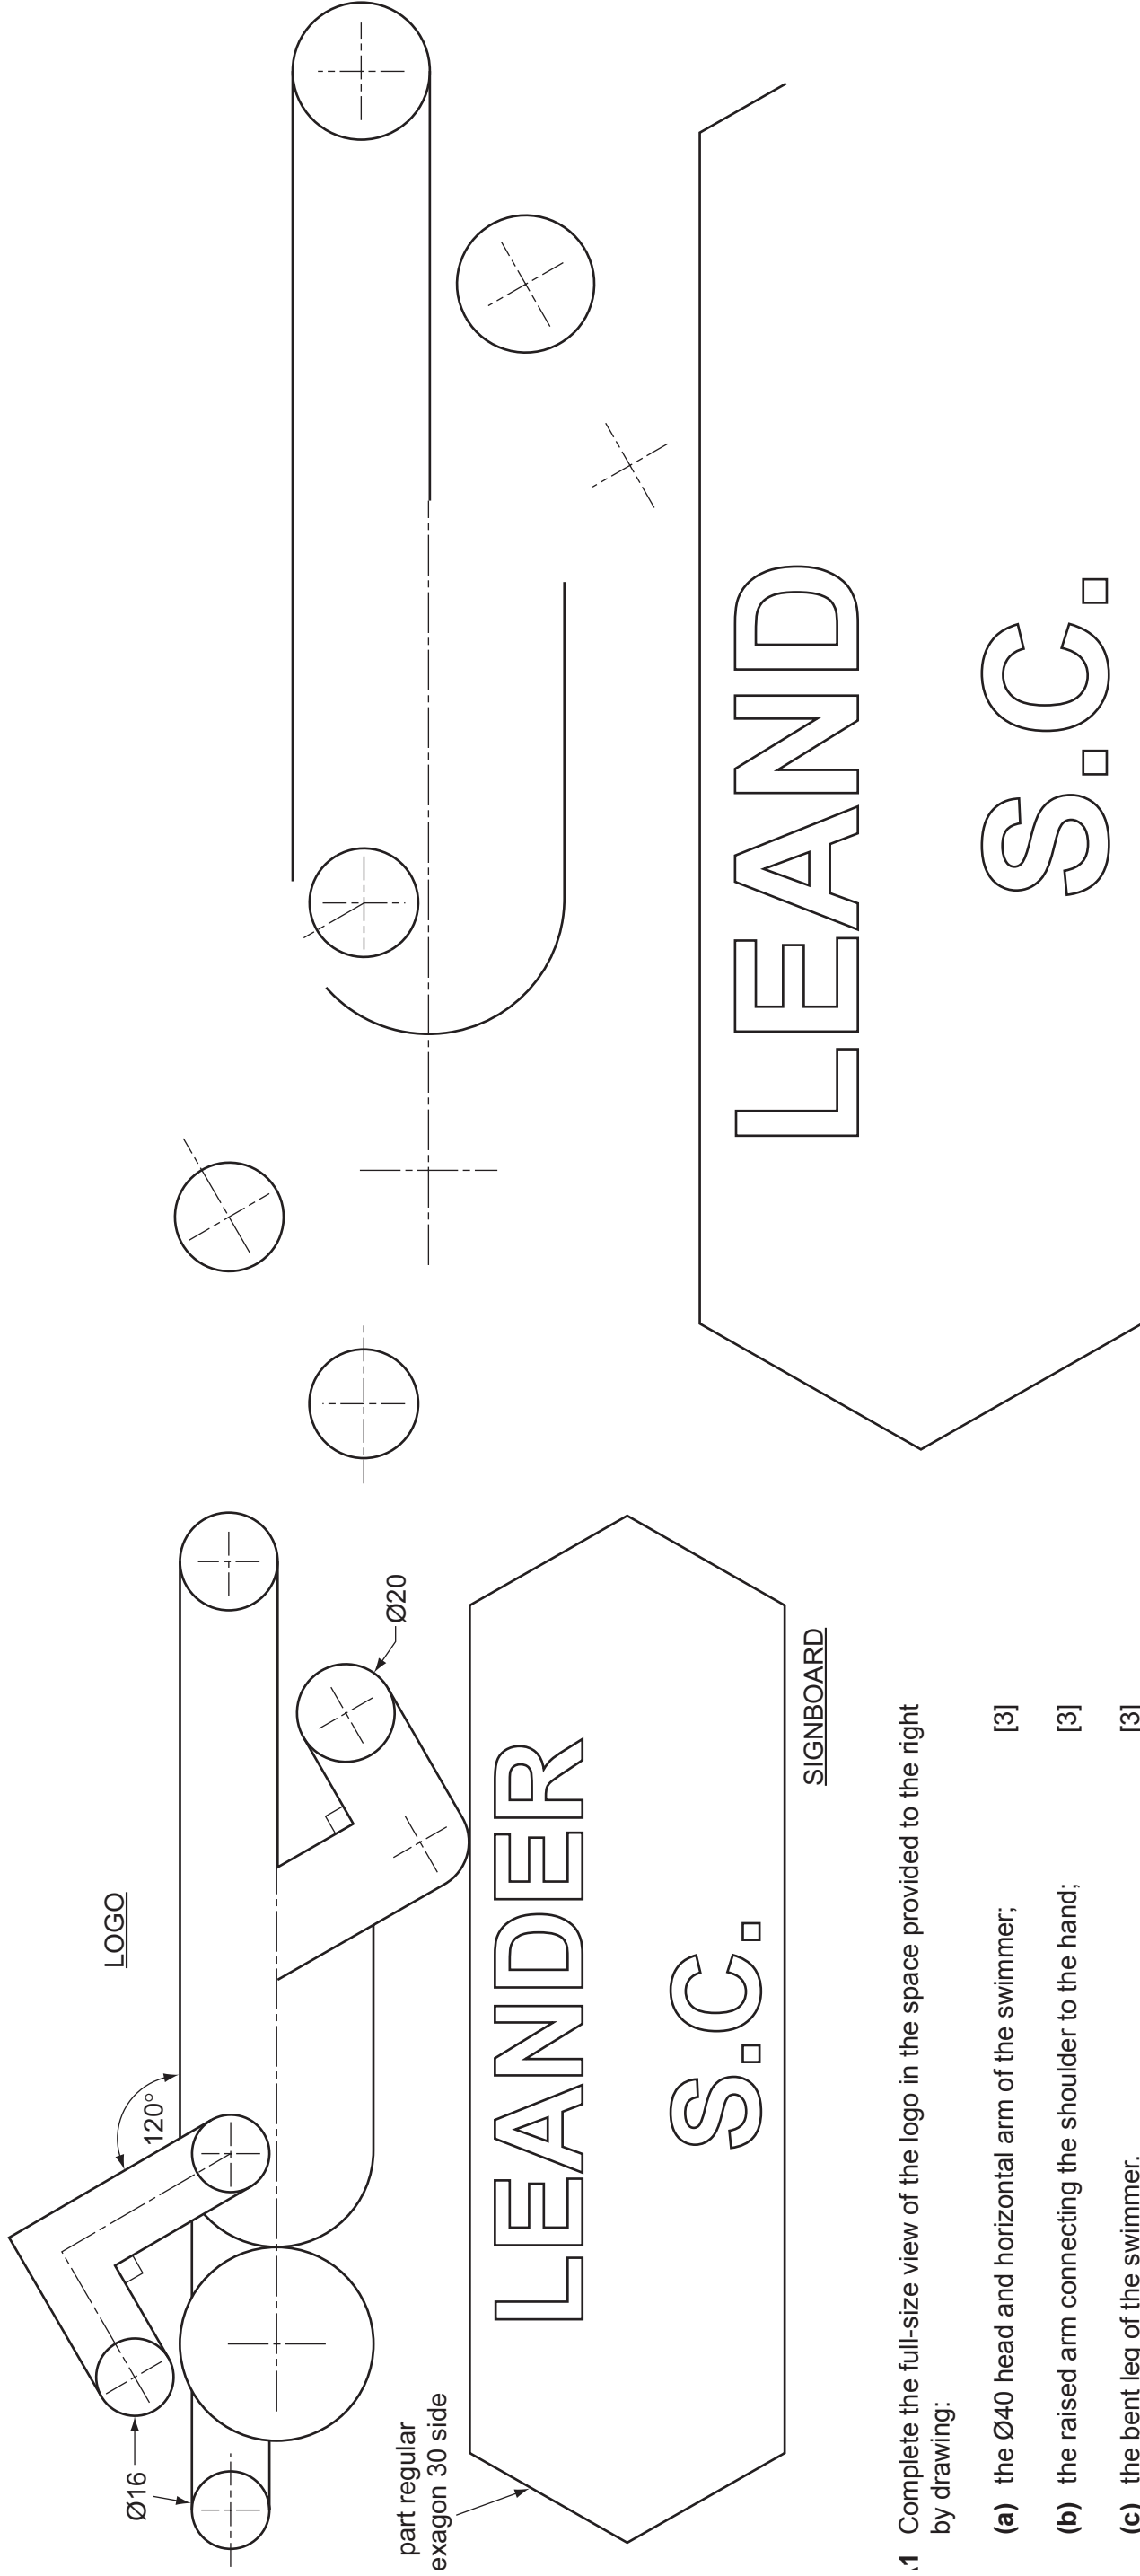 LOGO
120°
Ø16
Ø20
part regular
exagon 30 side
LEANDER
S.C.
SIGNBOARD
LEAND
S.C.
.1 Complete the full-size view of the logo in the space provided to the right
by drawing:
(a) the Ø40 head and horizontal arm of the swimmer; [3]
(b) the raised arm connecting the shoulder to the hand; [3]
(c) the bent leg of the swimmer. [3]